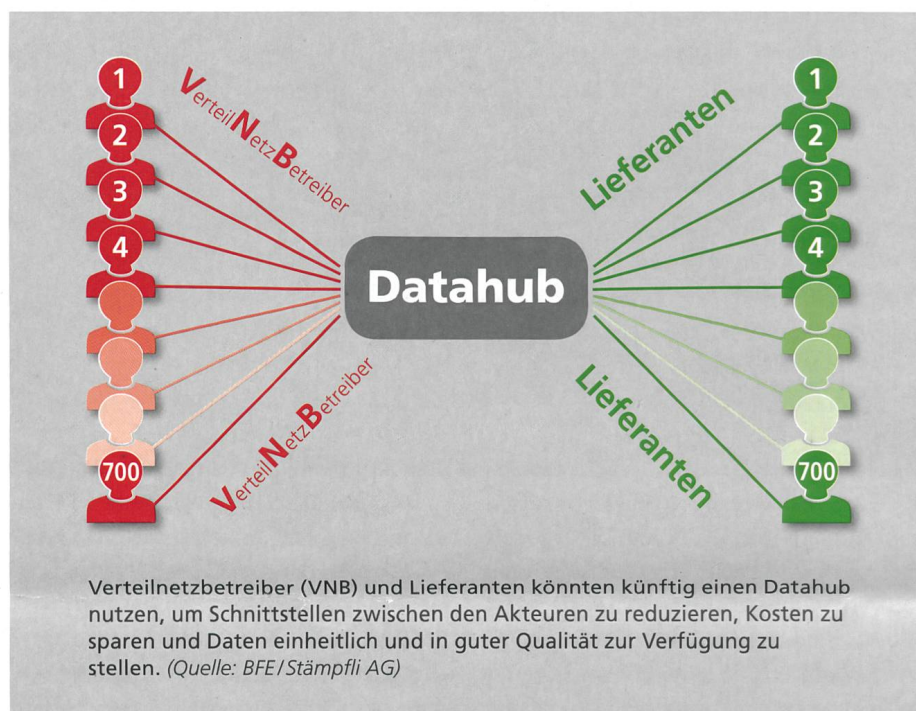 1
2
3
4
700
VerteilNetzBetreiber
VerteilNetzBetreiber
Datahub
Lieferanten
Lieferanten
1
2
3
4
700
Verteilnetzbetreiber (VNB) und Lieferanten könnten künftig einen Datahub
nutzen, um Schnittstellen zwischen den Akteuren zu reduzieren, Kosten zu
sparen und Daten einheitlich und in guter Qualität zur Verfügung zu
stellen. (Quelle: BFE/Stämpfli AG)